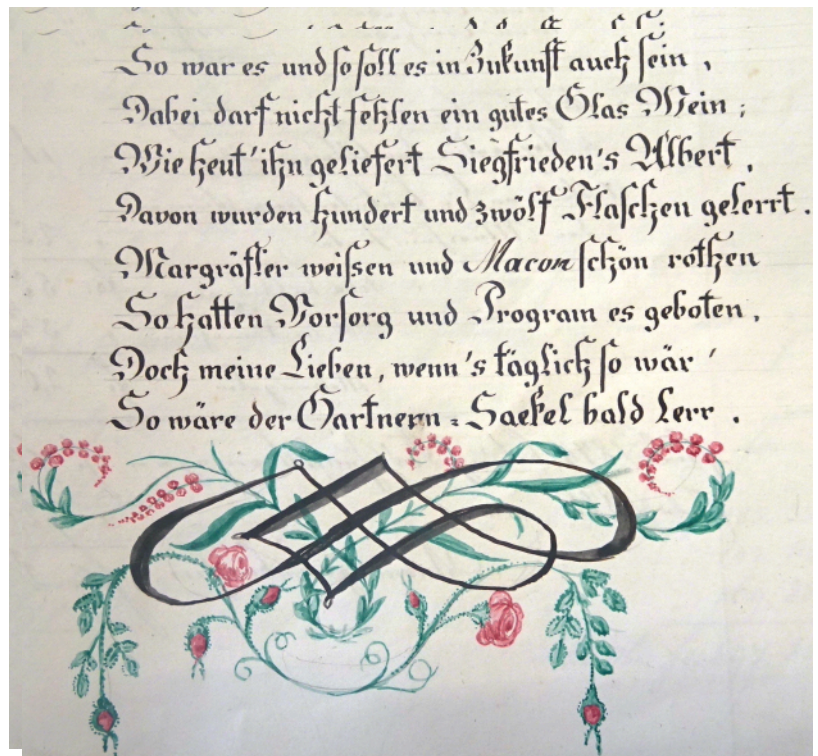 So war es und so soll es in Zukunft auch sein,
Dabei darf nicht fehlen ein gutes Glas Wein;
Wie heut' ihn geliefert Siegfrieden's Albert,
Davon wurden hundert und zwölf Flaschen gelerrt.
Margräfler weissen und Macon schön rothen
So hatten Vorsorg und Program es geboten,
Doch meine Lieben, wenn's täglich so wär'
So wäre der Gartnern=Saekel bald lerr.